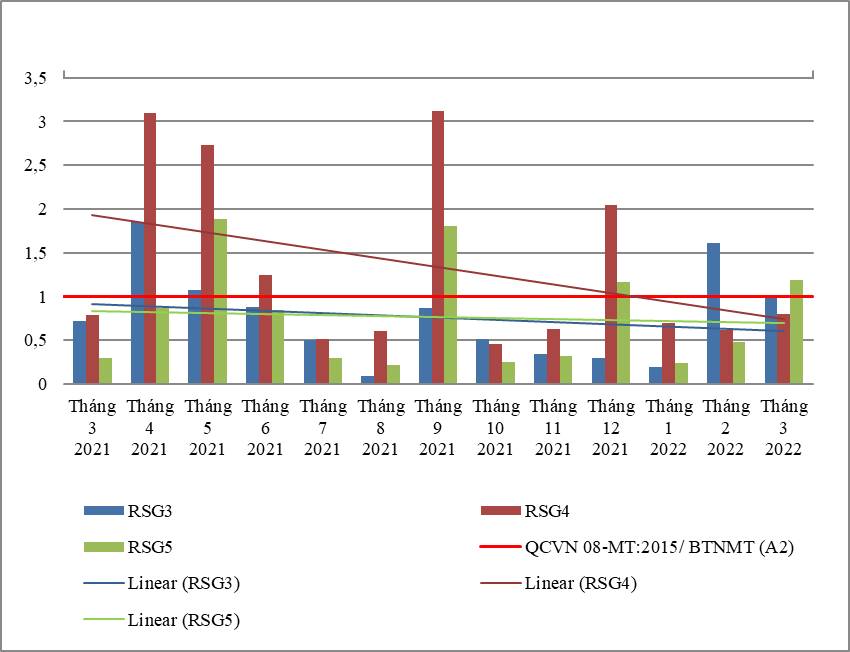 3,5
3
2,5
2
1,5
1
0,5
0
Tháng Tháng Tháng Tháng Tháng Tháng Tháng Tháng Tháng Tháng Tháng Tháng Tháng
3 4 5 6 7 8 9 10 11 12 1 2 3
2021 2021 2021 2021 2021 2021 2021 2021 2021 2021 2022 2022 2022
RSG3 RSG4
RSG5 QCVN 08-MT:2015/ BTNMT (A2)
Linear (RSG3) Linear (RSG4)
Linear (RSG5)